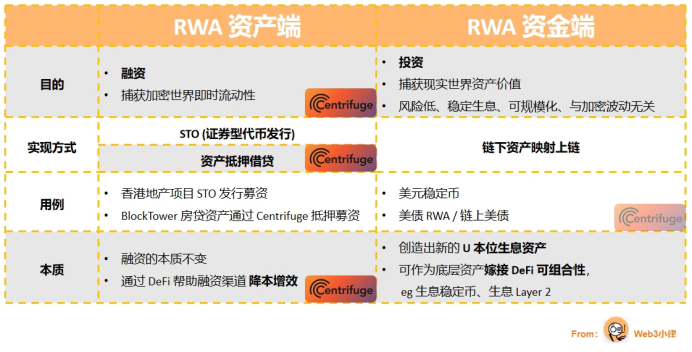 RWA 资产端
RWA 资金端
目的
• 融资
• 捕获加密世界即时流动性
Centrifuge
• 投资
• 捕获现实世界资产价值
• 风险低、稳定生息、可规模化、与加密波动无关
实现方式
STO (证券型代币发行)
资产抵押借贷
Centrifuge
链下资产映射上链
用例
• 香港地产项目 STO 发行募资
• BlockTower 房贷资产通过 Centrifuge 抵押募资
• 美元稳定币
• 美债 RWA / 链上美债
Centrifuge
本质
• 融资的本质不变
• 通过 DeFi 帮助融资渠道 降本增效
Centrifuge
• 创造出新的 U 本位生息资产
• 可作为底层资产嫁接 DeFi 可组合性,
eg 生息稳定币、生息 Layer 2
From: Web3小律